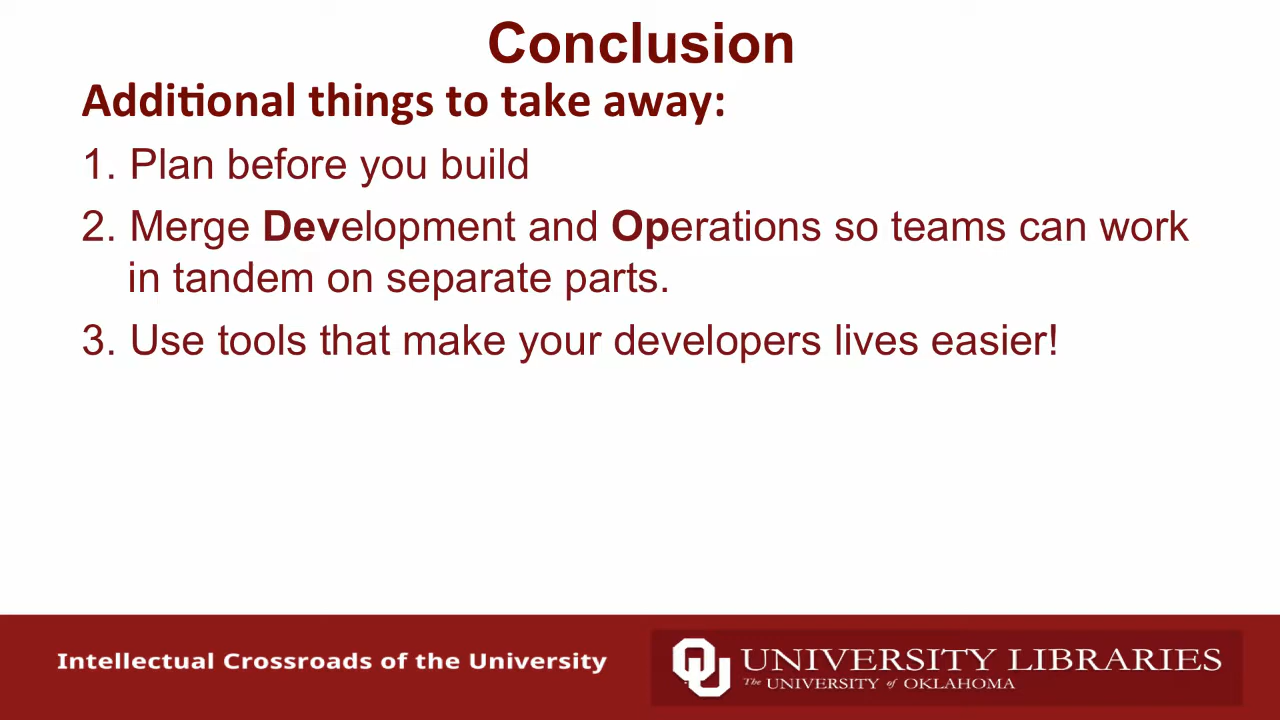 Conclusion
Additional things to take away:
1. Plan before you build
2. Merge Development and Operations so teams can work
in tandem on separate parts.
3. Use tools that make your developers lives easier!
Intellectual Crossroads of the University
OU UNIVERSITY LIBRARIES
The UNIVERSITY of OKLAHOMA